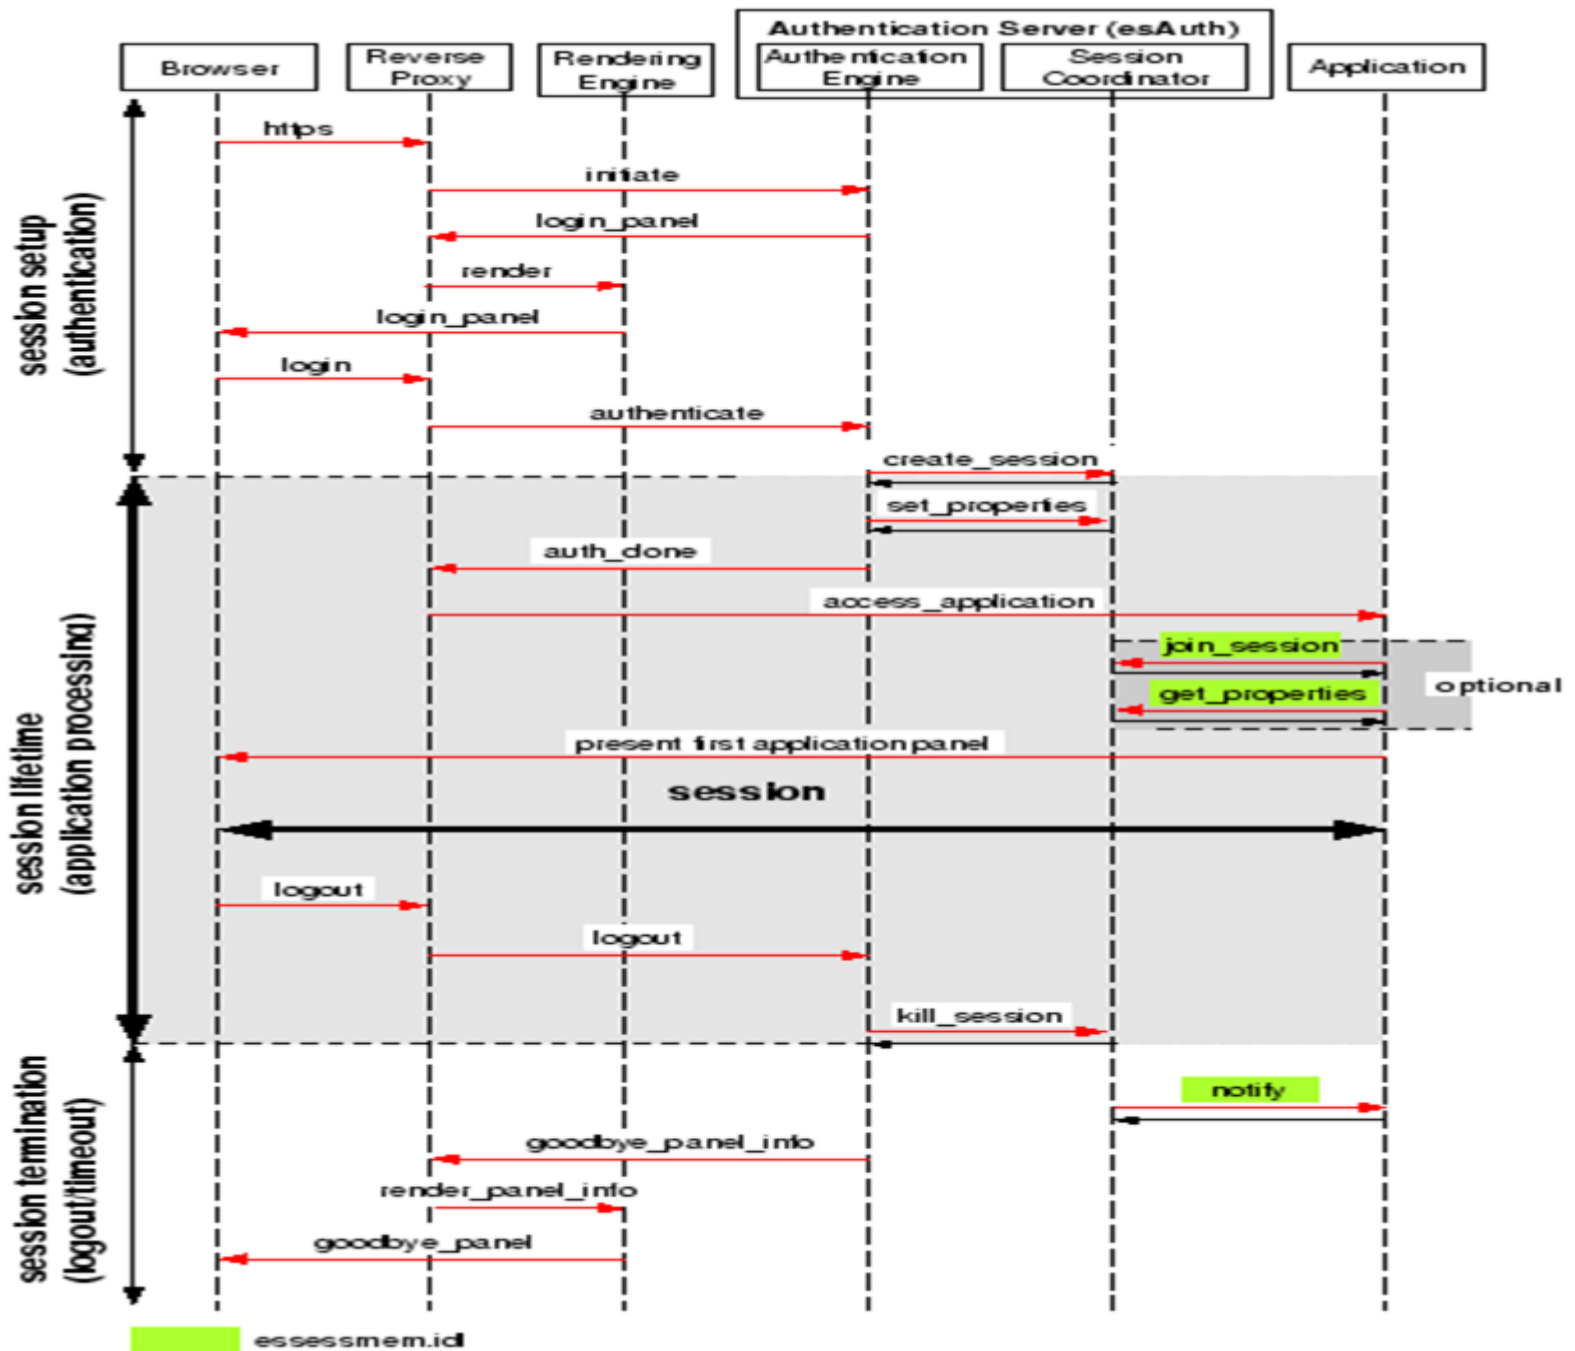 Authentication Server (esAuth)
Browser
Reverse
Proxy
Rendering
Engine
Authentication
Engine
Session
Coordinator
Application
https
initiate
login_panel
render
login_panel
login
authenticate
session setup
(authentication)
create_session
set_properties
auth_done
access_application
join_session
get_properties
optional
present first application panel
session
logout
logout
kill_session
session lifetime
(application processing)
notify
goodbye_panel_info
render_panel_info
goodbye_panel
session termination
(logout/timeout)
essessmem.idl